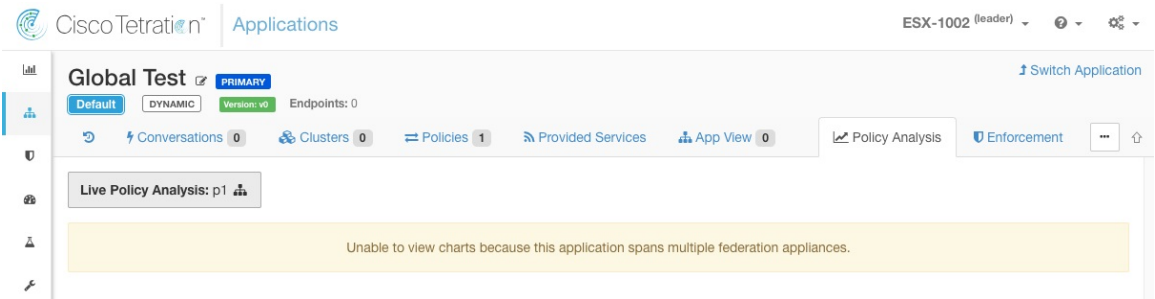 Cisco Tetration™ Applications ESX-1002 (leader)
Global Test PRIMARY Switch Application
Default DYNAMIC Version: v0 Endpoints: 0
Conversations 0 Clusters 0 Policies 1 Provided Services App View 0 Policy Analysis Enforcement ...
Live Policy Analysis: p1
Unable to view charts because this application spans multiple federation appliances.